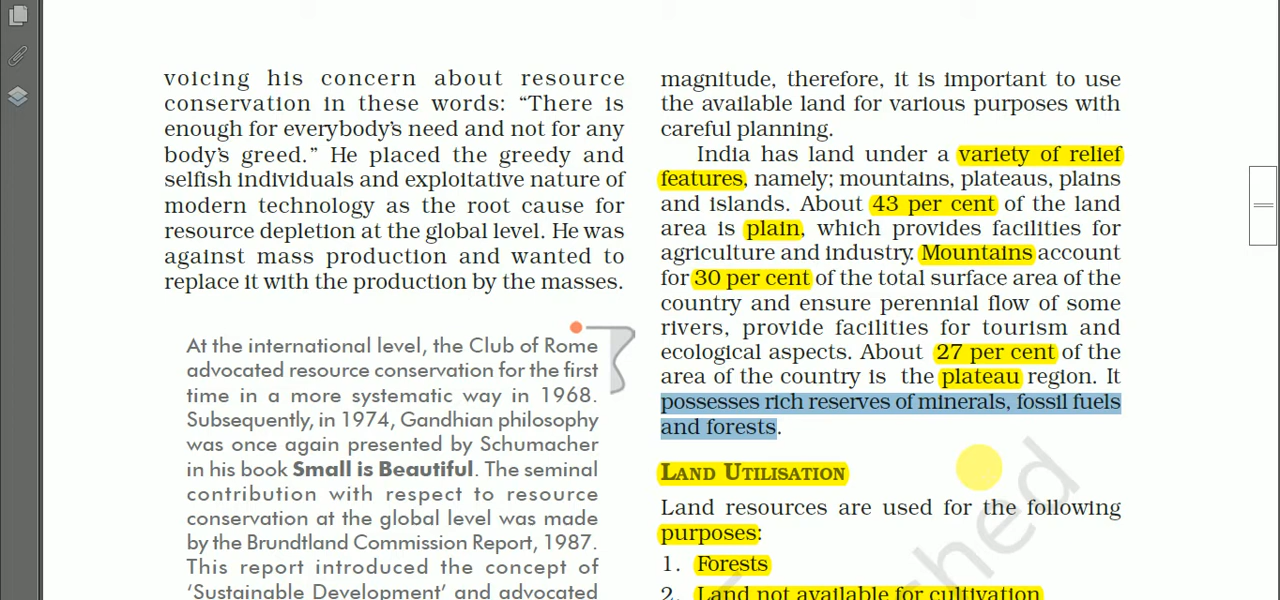 voicing his concern about resource
conservation in these words: “There is
enough for everybody’s need and not for any
body’s greed.” He placed the greedy and
selfish individuals and exploitative nature of
modern technology as the root cause for
resource depletion at the global level. He was
against mass production and wanted to
replace it with the production by the masses.
At the international level, the Club of Rome
advocated resource conservation for the first
time in a more systematic way in 1968.
Subsequently, in 1974, Gandhian philosophy
was once again presented by Schumacher
in his book Small is Beautiful. The seminal
contribution with respect to resource
conservation at the global level was made
by the Brundtland Commission Report, 1987.
This report introduced the concept of
‘Sustainable Development’ and advocated
magnitude, therefore, it is important to use
the available land for various purposes with
careful planning.
India has land under a variety of relief
features, namely; mountains, plateaus, plains
and islands. About 43 per cent of the land
area is plain, which provides facilities for
agriculture and industry. Mountains account
for 30 per cent of the total surface area of the
country and ensure perennial flow of some
rivers, provide facilities for tourism and
ecological aspects. About 27 per cent of the
area of the country is the plateau region. It
possesses rich reserves of minerals, fossil fuels
and forests.
LAND UTILISATION
Land resources are used for the following
purposes:
1. Forests
2. Land not available for cultivation